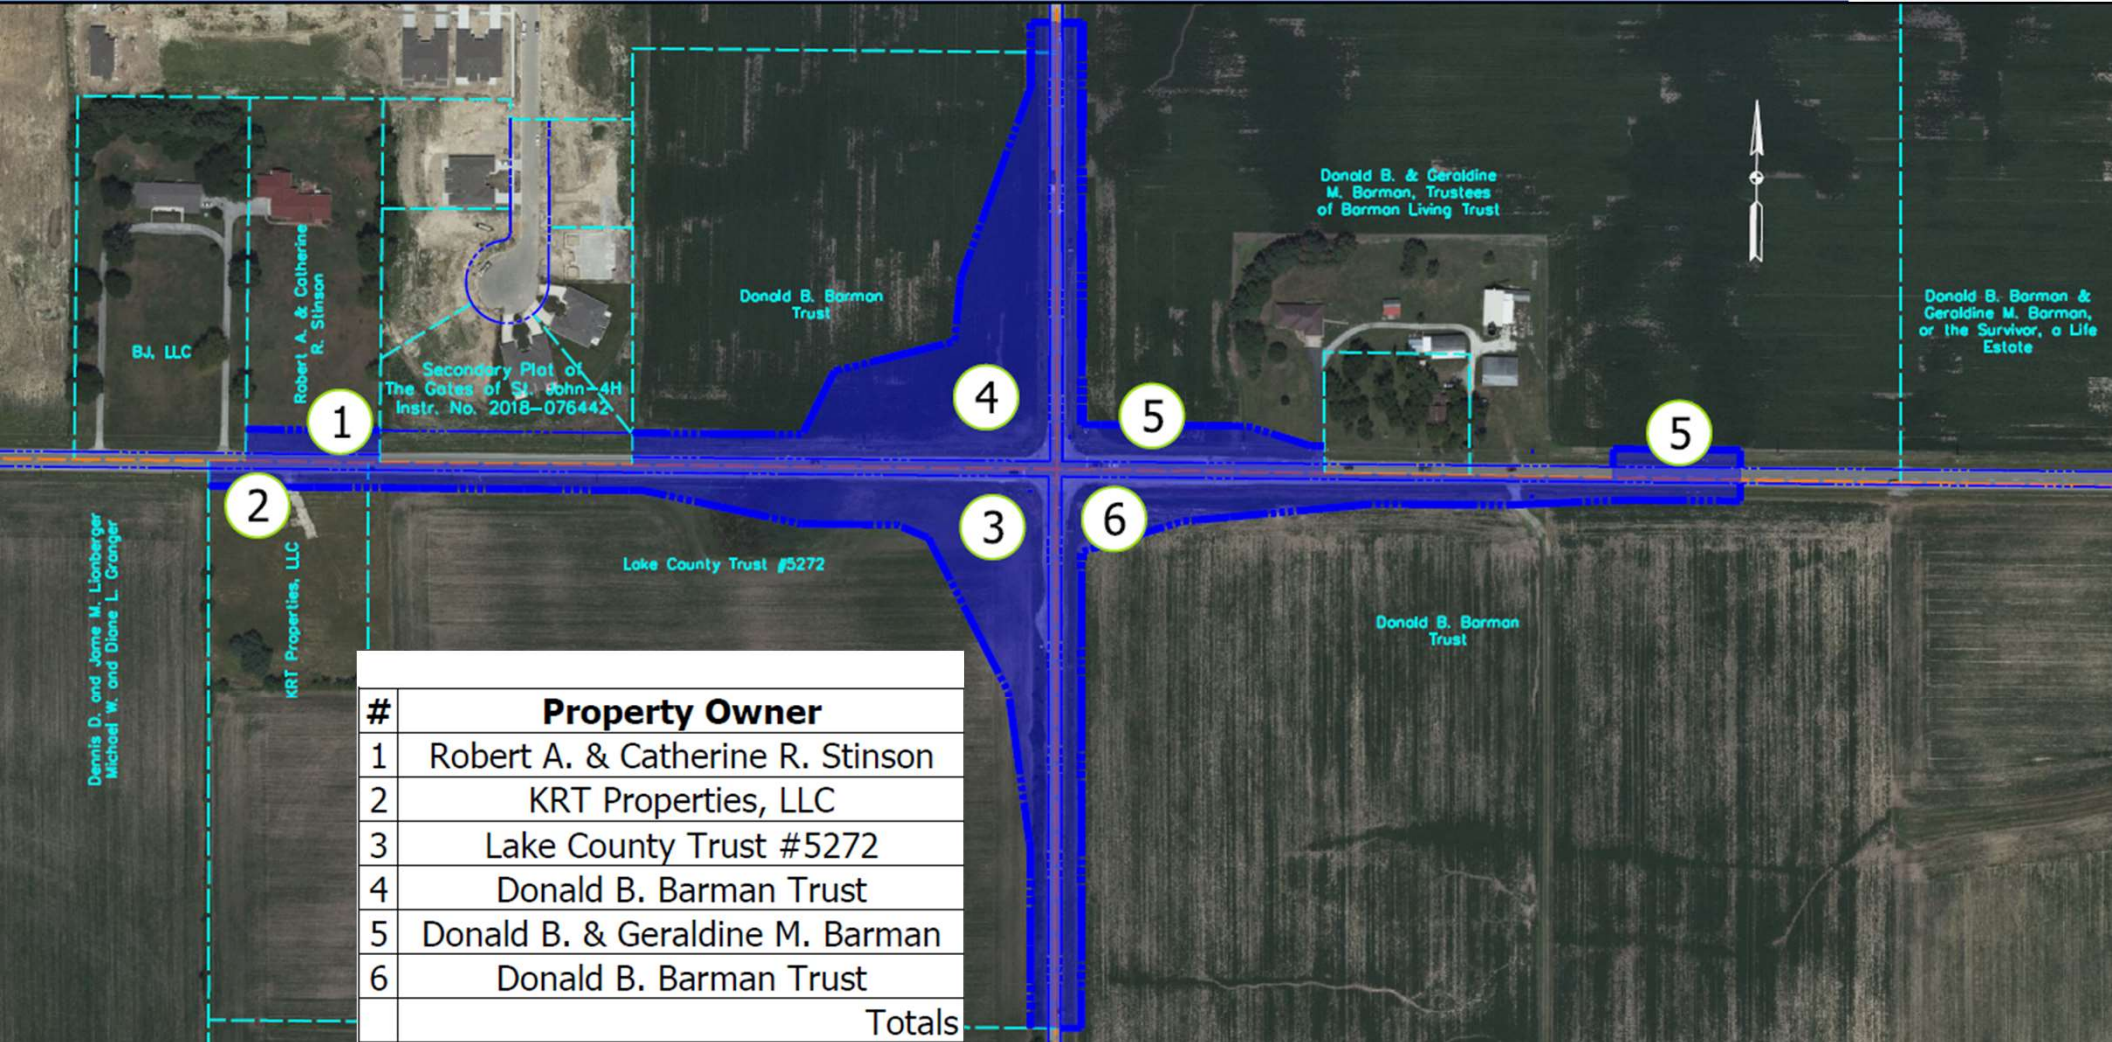 Donald B. & Geraldine
M. Barman, Trustees
of Barman Living Trust
Donald B. Barman
Trust
Donald B. Barman &
Geraldine M. Barman,
or the Survivor, a Life
Estate
Robert A. & Catherine
R. Stinson
BJ, LLC
Secondary Plat of
The Gates of St. John-4H
Instr. No. 2018-076442
1
4
5
5
2
3
6
Dennis D. and Jame M. Lionberger
Michael W. and Diane L. Granger
KRT Properties, LLC
Lake County Trust #5272
Donald B. Barman
Trust
# Property Owner
1 Robert A. & Catherine R. Stinson
2 KRT Properties, LLC
3 Lake County Trust #5272
4 Donald B. Barman Trust
5 Donald B. & Geraldine M. Barman
6 Donald B. Barman Trust
Totals